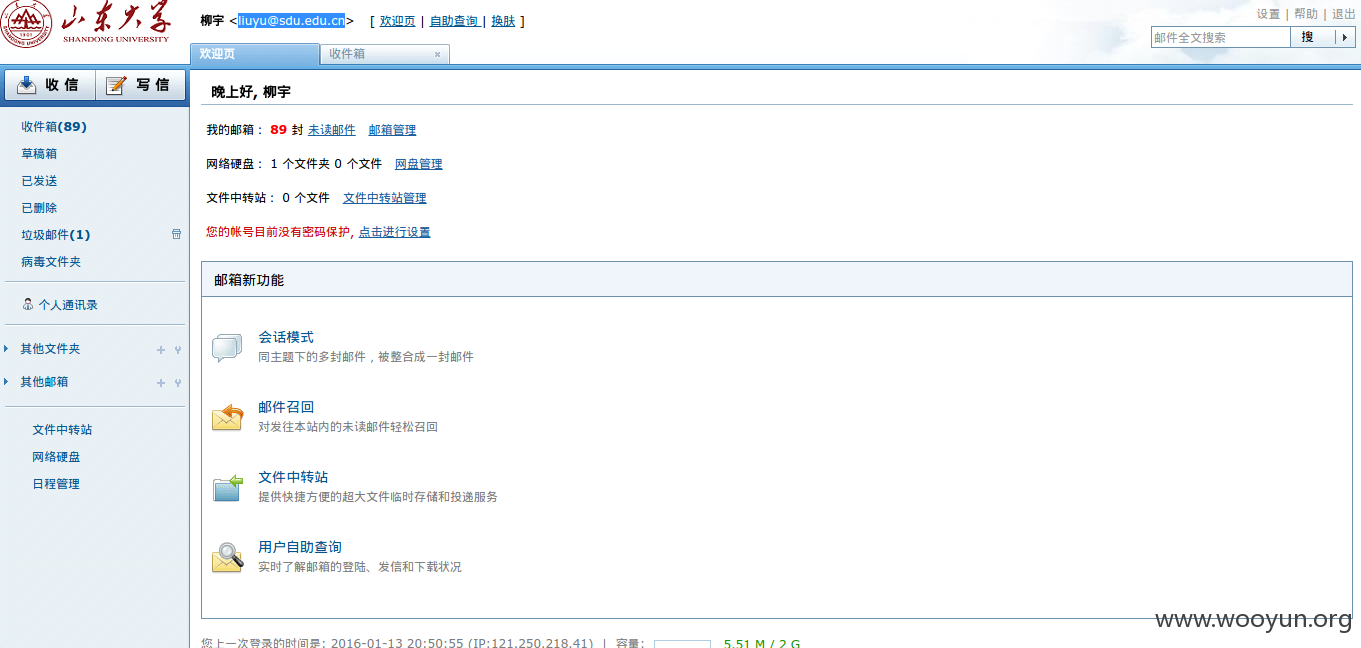 山东大学
SHANDONG UNIVERSITY
柳宇 <liuyu@sdu.edu.cn> [ 欢迎页 | 自助查询 | 换肤 ]
设置 | 帮助 | 退出
邮件全文搜索 搜
欢迎页 收件箱 ×
收 信 写 信
晚上好, 柳宇
收件箱(89)
草稿箱
已发送
已删除
垃圾邮件(1)
病毒文件夹
个人通讯录
其他文件夹
其他邮箱
文件中转站
网络硬盘
日程管理
我的邮箱： 89 封 未读邮件 邮箱管理
网络硬盘： 1 个文件夹 0 个文件 网盘管理
文件中转站： 0 个文件 文件中转站管理
您的帐号目前没有密码保护, 点击进行设置
邮箱新功能
会话模式
同主题下的多封邮件，被整合成一封邮件
邮件召回
对发往本站内的未读邮件轻松召回
文件中转站
提供快捷方便的超大文件临时存储和投递服务
用户自助查询
实时了解邮箱的登陆、发信和下载状况
www.wooyun.org
您上一次登录的时间是: 2016-01-13 20:50:55 (IP:121.250.218.41) | 容量: 5.51 M / 2 G